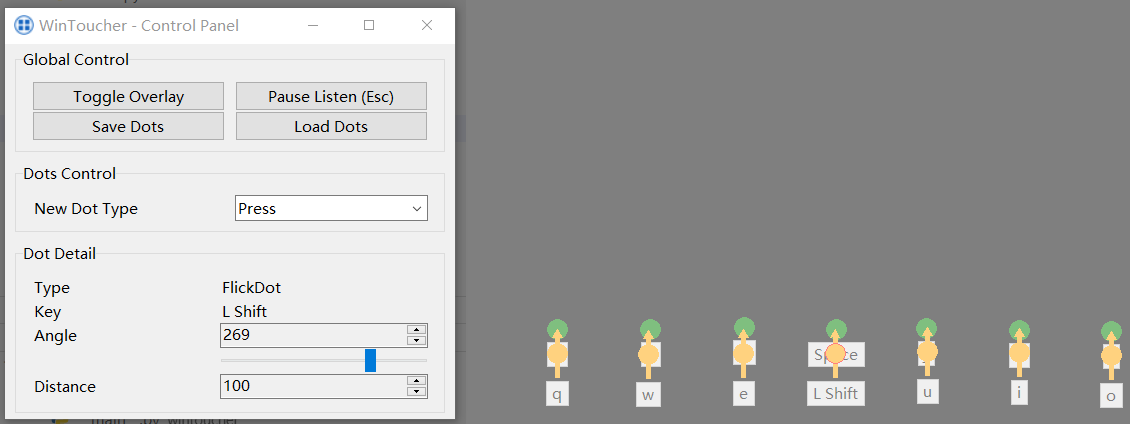 WinToucher - Control Panel
Global Control
Toggle Overlay
Pause Listen (Esc)
Save Dots
Load Dots
Dots Control
New Dot Type
Press
Dot Detail
Type
FlickDot
Key
L Shift
Angle
269
Distance
100
Space
q
w
e
L Shift
u
i
o